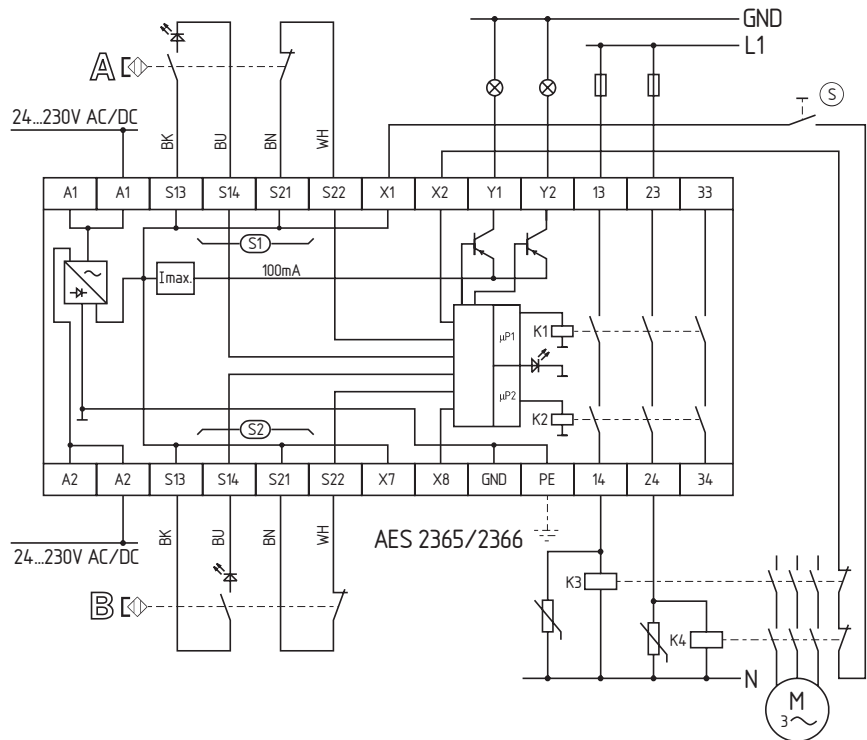 GND
L1
S
A
24...230V AC/DC
BK
BU
BN
WH
A1
A1
S13
S14
S21
S22
X1
X2
Y1
Y2
13
23
33
S1
Imax.
100mA
µP1
K1
µP2
K2
S2
A2
A2
S13
S14
S21
S22
X7
X8
GND
PE
14
24
34
BK
BU
BN
WH
AES 2365/2366
24...230V AC/DC
K3
B
K4
N
M
3